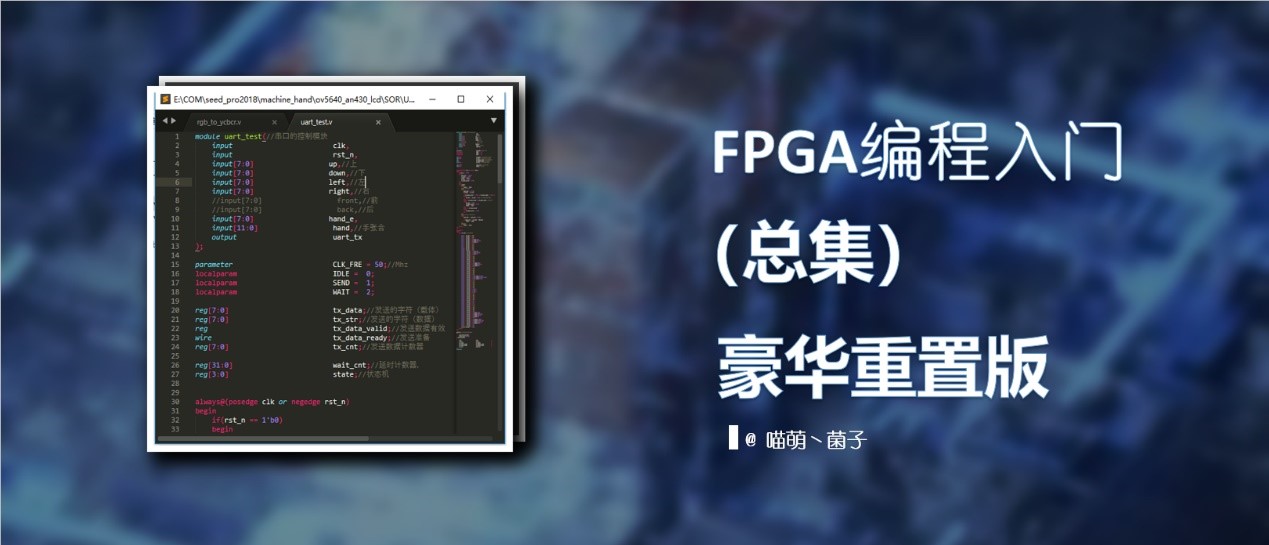 E:\COM\seed_pro2018\machine_hand\ov5640_an430_lcd\SOR\U...
rgb_to_ycbcr.v
uart_test.v
1 module uart_test(//串口的控制模块
2 input clk,
3 input rst_n,
4 input[7:0] up,//上
5 input[7:0] down,//下
6 input[7:0] left,//左
7 input[7:0] right,//右
8 //input[7:0] front,//前
9 //input[7:0] back,//后
10 input[7:0] hand_e,
11 input[11:0] hand,//手张合
12 output uart_tx
13 );
14
15 parameter CLK_FRE = 50;//Mhz
16 localparam IDLE = 0;
17 localparam SEND = 1;
18 localparam WAIT = 2;
19
20 reg[7:0] tx_data;//发送的字符（载体）
21 reg[7:0] tx_str;//发送的字符（数据）
22 reg tx_data_valid;//发送数据有效
23 wire tx_data_ready;//发送准备
24 reg[7:0] tx_cnt;//发送数据计数器
25
26 reg[31:0] wait_cnt;//延时计数器.
27 reg[3:0] state;//状态机
28
29
30 always@(posedge clk or negedge rst_n)
31 begin
32 if(rst_n == 1'b0)
33 begin
FPGA编程入门
(总集)
豪华重置版
@ 喵萌丶菌子